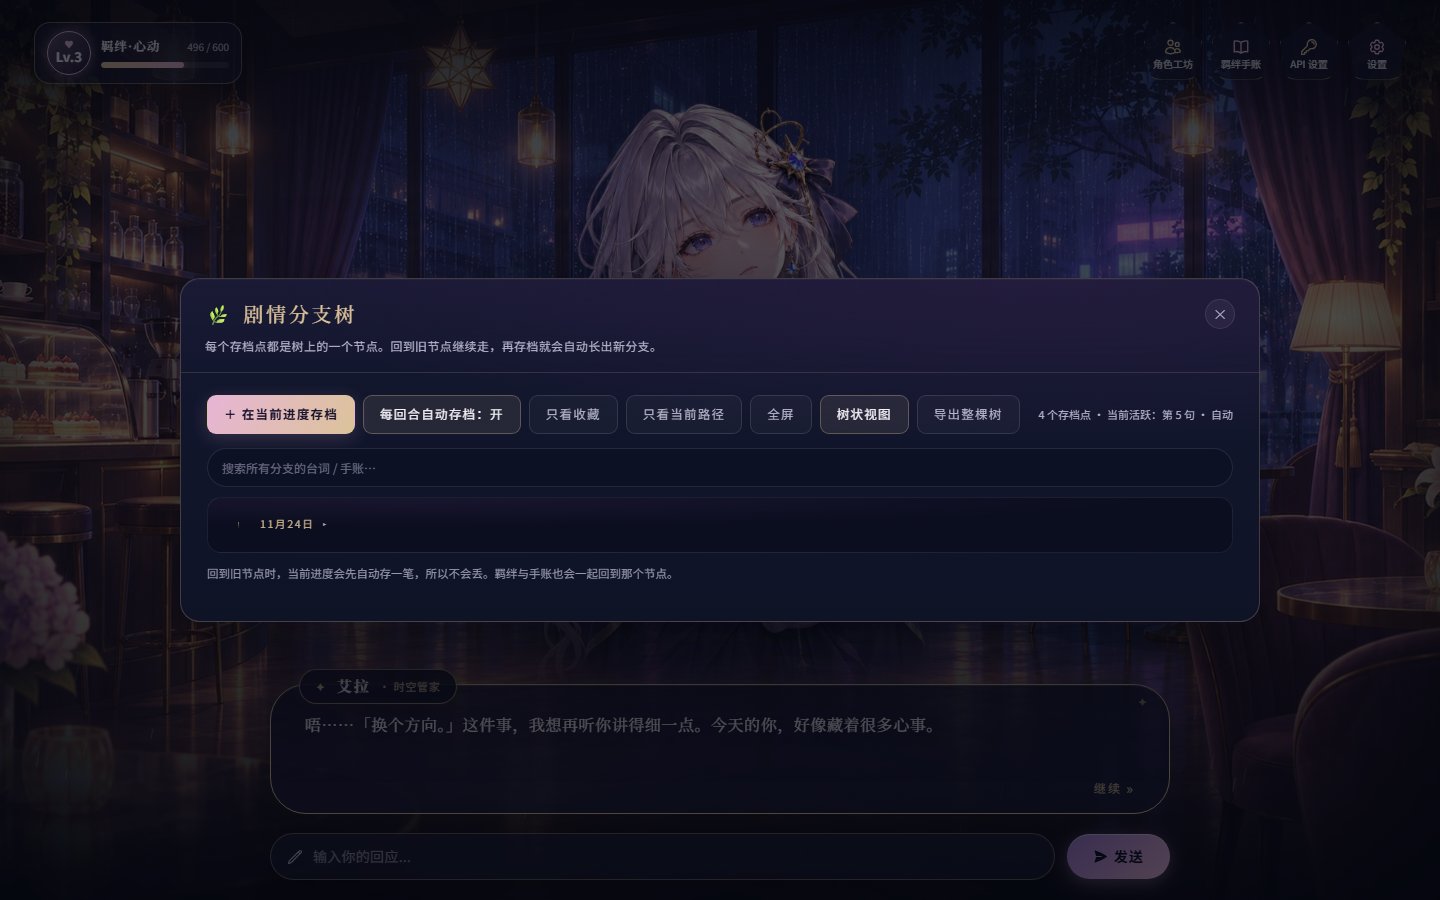 Lv.3
羁绊·心动 496 / 600
角色工坊
羁绊手账
API 设置
设置
剧情分支树
每个存档点都是树上的一个节点。回到旧节点继续走，再存档就会自动长出新分支。
+ 在当前进度存档
每回合自动存档：开
只看收藏
只看当前路径
全屏
树状视图
导出整棵树
4 个存档点 · 当前活跃：第 5 句 · 自动
搜索所有分支的台词 / 手账…
11月24日
回到旧节点时，当前进度会先自动存一笔，所以不会丢。羁绊与手账也会一起回到那个节点。
艾拉 · 时空管家
唔……「换个方向。」这件事，我想再听你讲得细一点。今天的你，好像藏着很多心事。
继续 »
输入你的回应...
发送